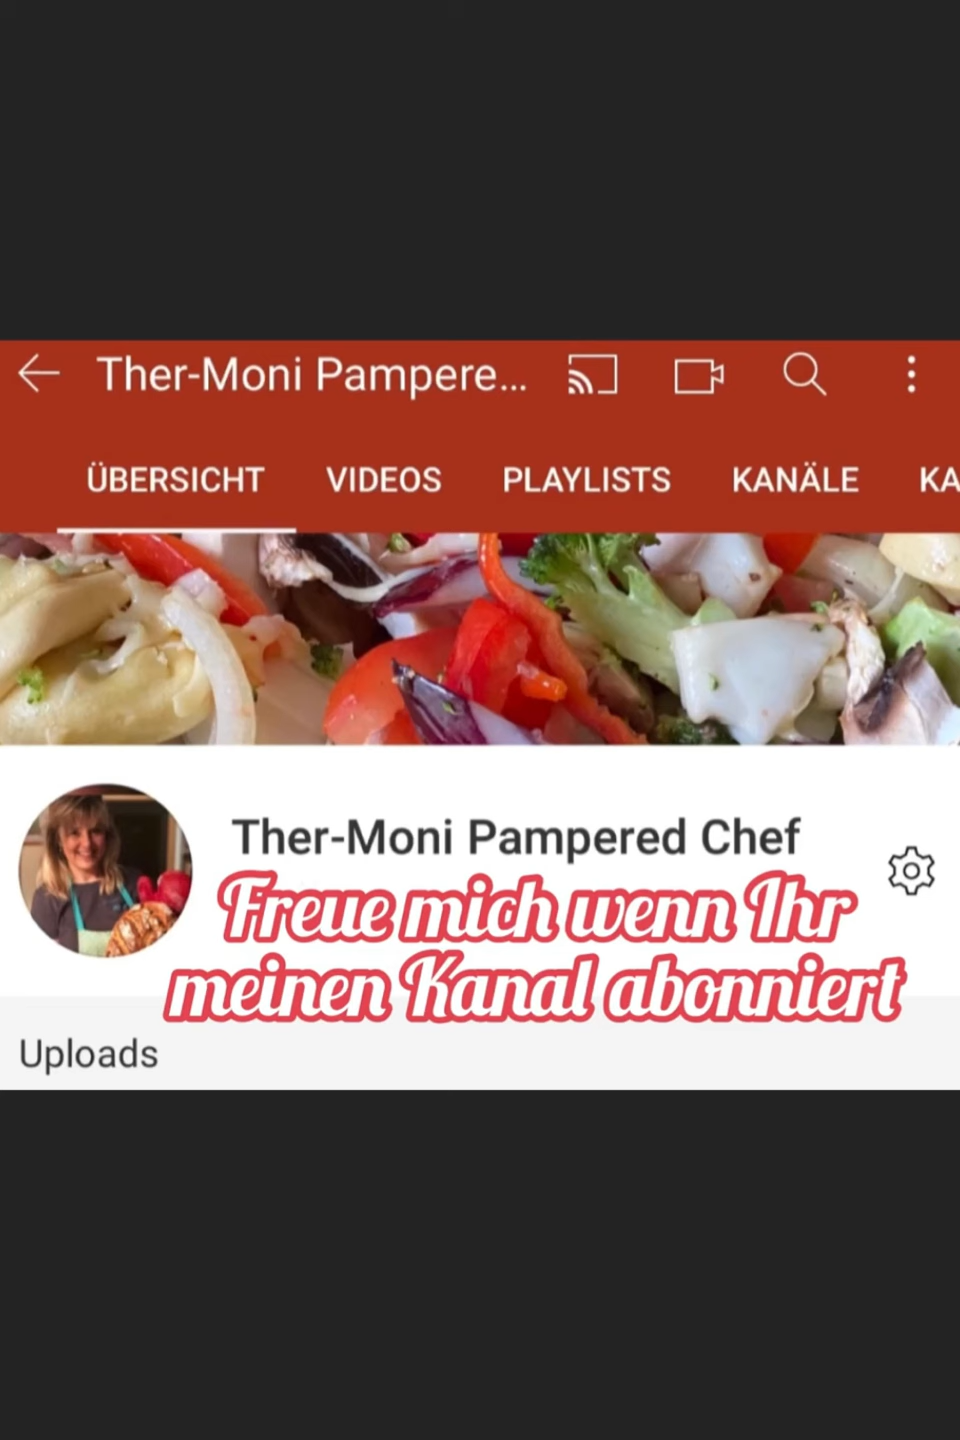 Ther-Moni Pampere...
ÜBERSICHT VIDEOS PLAYLISTS KANÄLE KA
Ther-Moni Pampered Chef
Freue mich wenn Ihr
meinen Kanal abonniert
Uploads